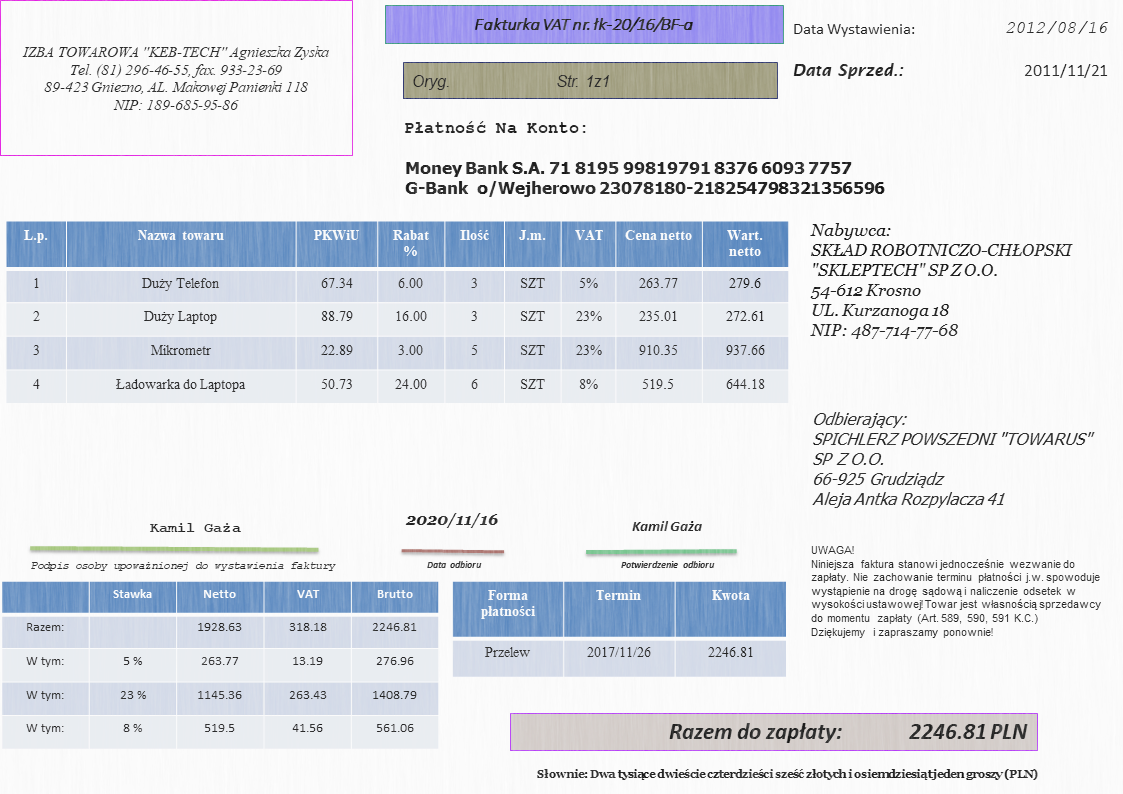 IZBA TOWAROWA "KEB-TECH" Agnieszka Zyska
Tel. (81) 296-46-55, fax. 933-23-69
89-423 Gniezno, AL. Makowej Panienki 118
NIP: 189-685-95-86
Fakturka VAT nr. łk-20/16/BF-a
Oryg. Str. 1z1
Data Wystawienia: 2012/08/16
Data Sprzed.: 2011/11/21
Płatność Na Konto:
Money Bank S.A. 71 8195 99819791 8376 6093 7757
G-Bank o/Wejherowo 23078180-218254798321356596
L.p. Nazwa towaru PKWiU Rabat % Ilość J.m. VAT Cena netto Wart. netto
1 Duży Telefon 67.34 6.00 3 SZT 5% 263.77 279.6
2 Duży Laptop 88.79 16.00 3 SZT 23% 235.01 272.61
3 Mikrometr 22.89 3.00 5 SZT 23% 910.35 937.66
4 Ładowarka do Laptopa 50.73 24.00 6 SZT 8% 519.5 644.18
Nabywca:
SKŁAD ROBOTNICZO-CHŁOPSKI
"SKLEPTECH" SP Z O.O.
54-612 Krosno
UL. Kurzanoga 18
NIP: 487-714-77-68
Odbierający:
SPICHLERZ POWSZEDNI "TOWARUS"
SP Z O.O.
66-925 Grudziądz
Aleja Antka Rozpylacza 41
Kamil Gaża
Podpis osoby upoważnionej do wystawienia faktury
2020/11/16
Data odbioru
Kamil Gaża
Potwierdzenie odbioru
UWAGA!
Niniejsza faktura stanowi jednocześnie wezwanie do
zapłaty. Nie zachowanie terminu płatności j.w. spowoduje
wystąpienie na drogę sądową i naliczenie odsetek w
wysokości ustawowej! Towar jest własnością sprzedawcy
do momentu zapłaty (Art. 589, 590, 591 K.C.)
Dziękujemy i zapraszamy ponownie!
Stawka Netto VAT Brutto
Razem: 1928.63 318.18 2246.81
W tym: 5 % 263.77 13.19 276.96
W tym: 23 % 1145.36 263.43 1408.79
W tym: 8 % 519.5 41.56 561.06
Forma płatności Termin Kwota
Przelew 2017/11/26 2246.81
Razem do zapłaty: 2246.81 PLN
Słownie: Dwa tysiące dwieście czterdzieści sześć złotych i osiemdziesiąt jeden groszy (PLN)